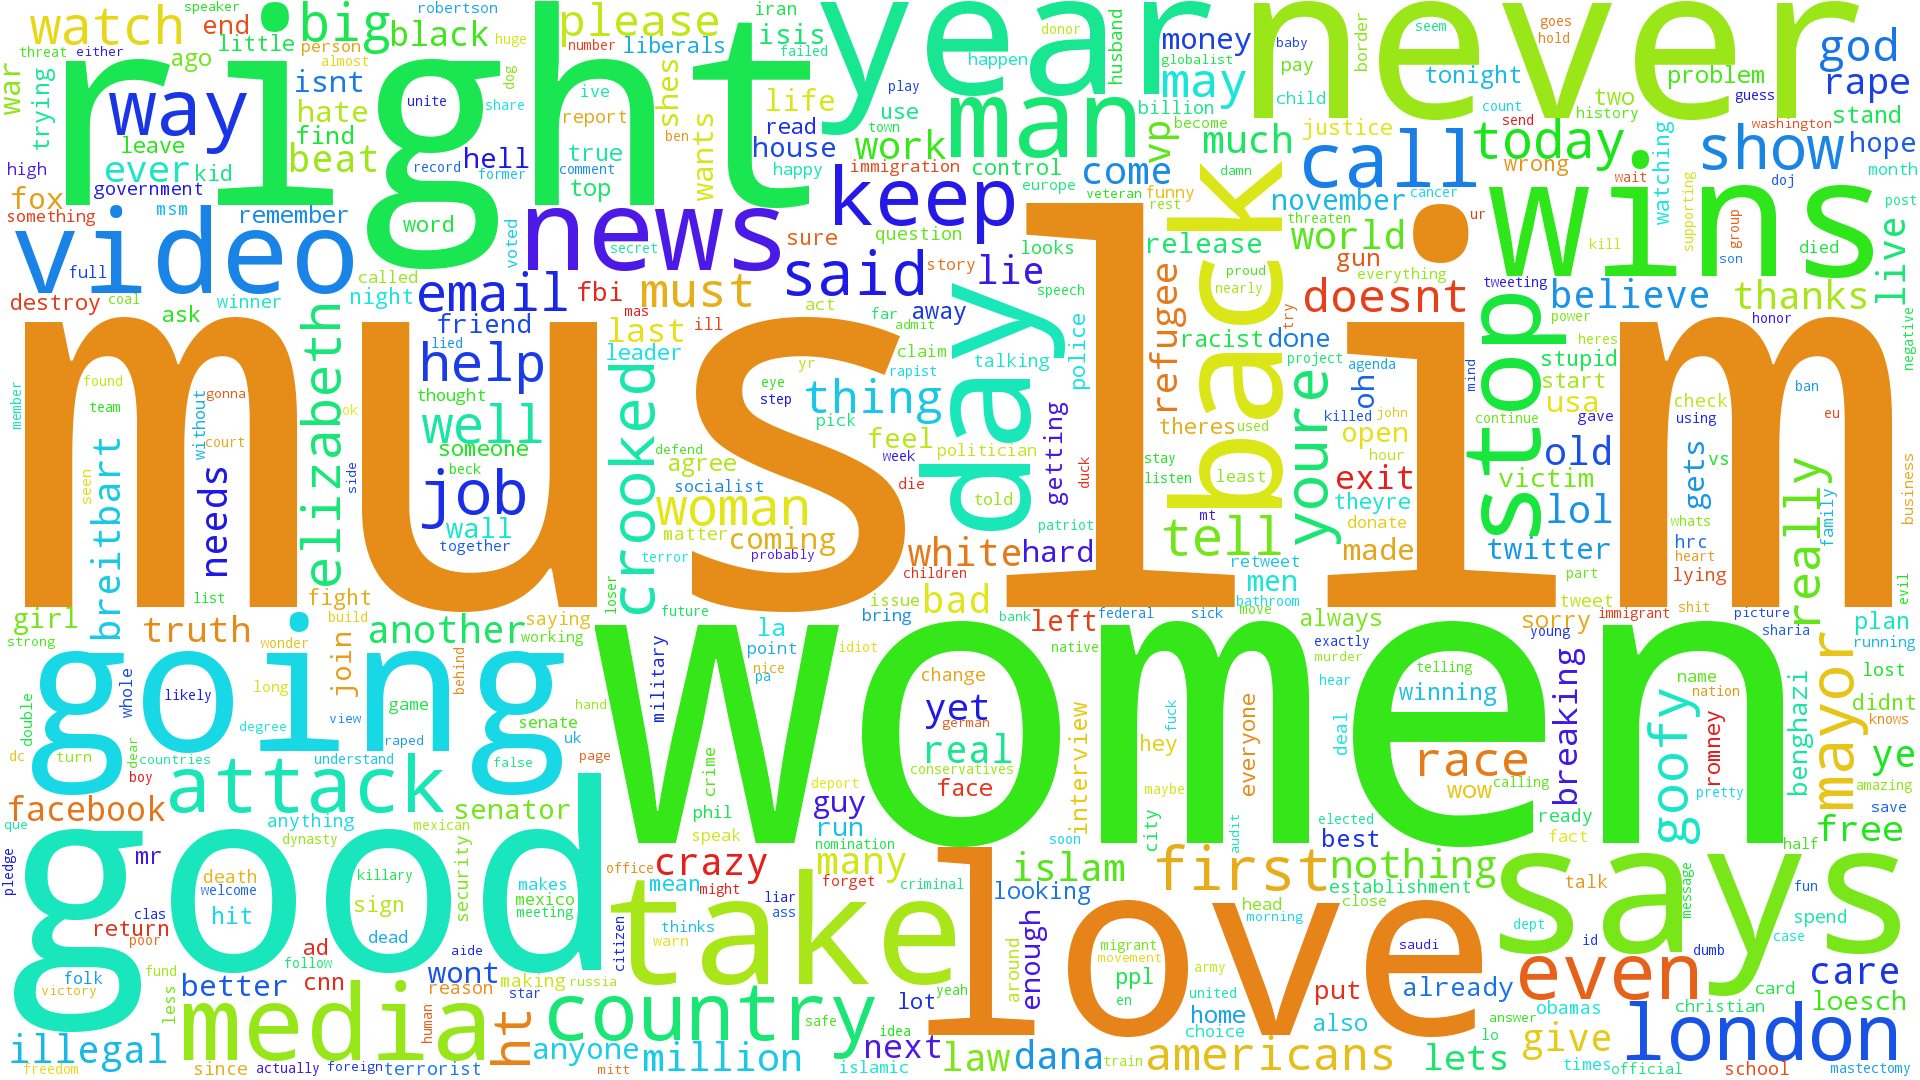 muslim
women
right
never
year
love
good
going
says
take
wins
back
day
stop
london
country
media
video
news
keep
call
man
way
even
attack
show
today
job
help
said
well
thing
first
crooked
elizabeth
breitbart
woman
email
must
doesnt
race
goofy
mayor
really
youre
tell
believe
world
thanks
white
another
truth
facebook
illegal
million
americans
dana
law
next
free
nothing
islam
many
crazy
real
yet
bad
give
lets
care
loesch
watch
big
black
please
isis
money
may
god
rape
hope
stand
problem
tonight
two
ever
beat
find
hate
isnt
hell
life
house
work
much
vp
come
november
release
refugee
racist
done
twitter
lol
old
usa
stupid
victim
live
gets
exit
made
open
theyre
hard
men
coming
wall
agree
feel
lie
last
leader
friend
fbi
fox
destroy
remember
night
needs
fight
girl
join
senator
guy
run
best
breaking
benghazi
romney
ye
plan
sorry
left
always
winning
wow
interview
everyone
face
change
islamic
terrorist
anyone
ht
wont
better
cnn
ad
hit
sign
mr
return
death
security
looking
enough
establishment
already
also
put
home
ppl
lot
obamas
christian
school
official
times
spend
talk
speaker
robertson
threat
either
end
little
person
almost
huge
dog
iran
number
liberals
donor
failed
happen
husband
globalist
baby
pay
border
seem
goes
hold
guess
washington
war
trying
ago
leave
kid
high
government
something
msm
unite
share
ive
report
true
top
comment
record
former
shes
wants
ben
read
happy
use
town
play
billion
become
control
immigration
europe
veteran
funny
rest
damn
child
justice
count
send
history
wrong
wait
cancer
watching
supporting
doj
month
post
group
son
kill
died
word
full
called
voted
secret
sure
question
story
looks
proud
nearly
threaten
gun
everything
ur
tweeting
power
honor
heres
negative
coal
winner
ask
lied
mas
ill
act
far
admit
away
speech
police
talking
claim
rapist
yr
eye
step
pick
politician
week
die
told
getting
duck
patriot
stay
listen
theres
least
used
try
project
agenda
oh
killed
john
hour
donate
mt
mind
continue
start
gave
check
using
ban
eu
vs
whats
hrc
heart
lying
shit
part
tweet
immigrant
picture
sharia
family
business
evil
member
found
team
seen
gonna
without
court
ok
side
list
thought
someone
beck
together
defend
socialist
matter
terror
probably
loser
future
children
issue
bring
bank
federal
sick
move
retweet
bathroom
native
military
strong
wonder
build
saying
working
behind
long
likely
whole
double
degree
view
game
raped
understand
false
senate
uk
hand
page
turn
dc
dear
boy
countries
la
point
nice
pa
idiot
german
conservatives
deport
crime
phil
speak
hey
maybe
fuck
murder
hear
exactly
deal
telling
calling
young
name
nation
lost
didnt
knows
running
pretty
amazing
save
half
elected
ready
fact
city
audit
soon
nomination
anything
dynasty
mexican
que
pledge
killary
welcome
clas
poor
dead
follow
folk
victory
fund
less
since
freedom
actually
foreign
human
aide
reason
making
makes
mexico
meeting
star
russia
mitt
office
citizen
mean
thinks
warn
might
liar
ass
forget
criminal
safe
idea
yeah
around
head
morning
close
migrant
movement
en
army
united
choice
train
saudi
answer
lo
id
dept
message
dumb
card
case
fun
mastectomy